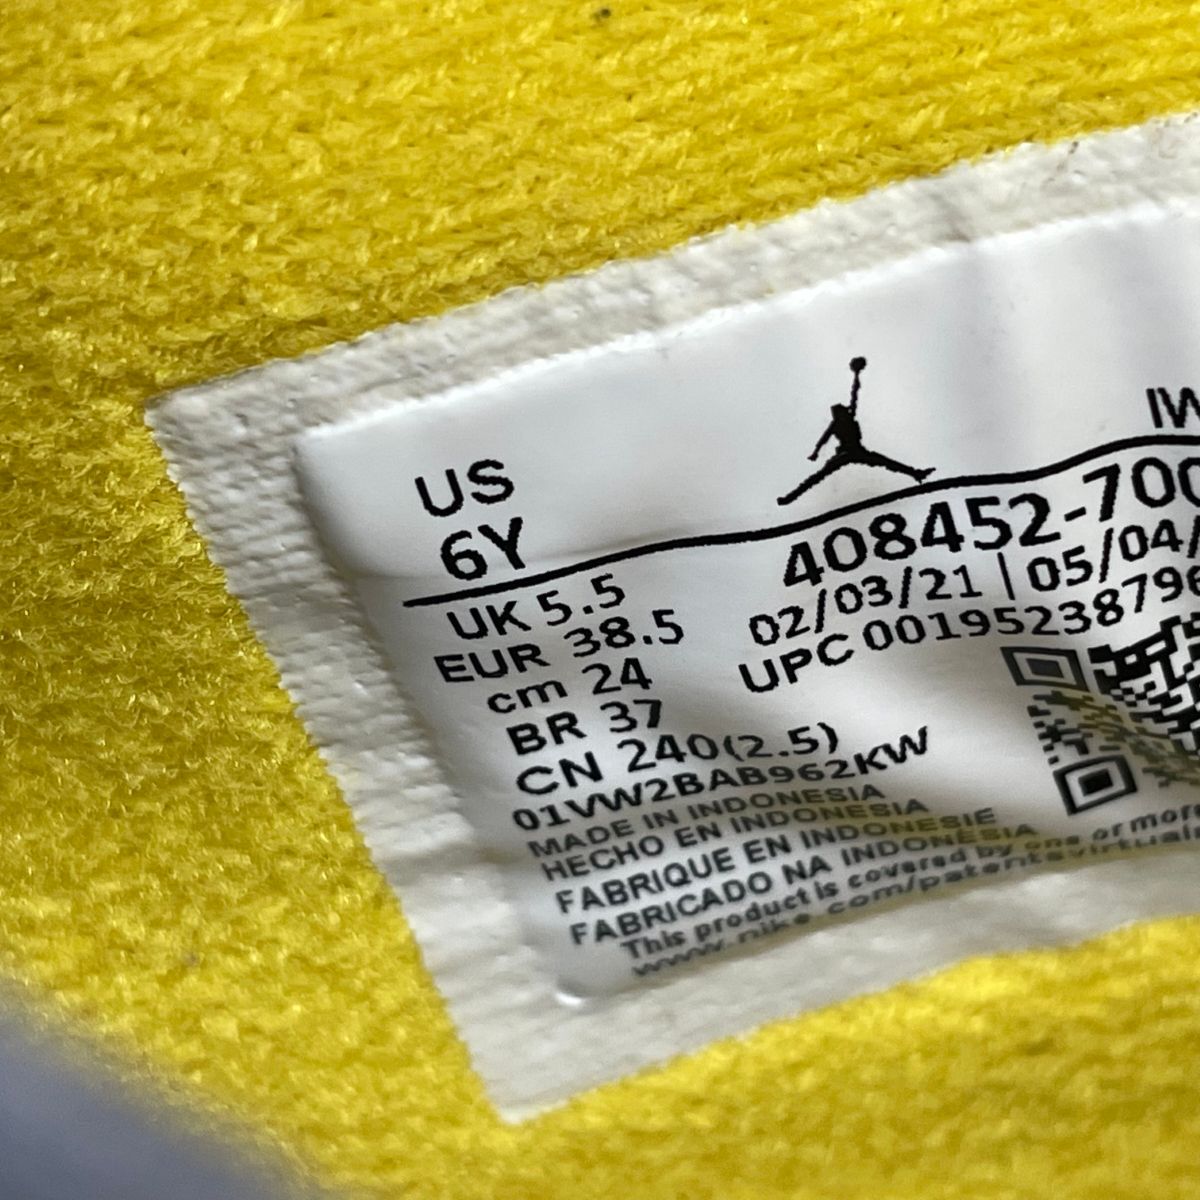 US
6Y
IW
408452-700
UK 5.5
02/03/21 | 05/04/
EUR 38.5
UPC 0019523879
cm 24
BR 37
CN 240(2.5)
01VW2BAB962KW
MADE IN INDONESIA
HECHO EN INDONESIA
FABRIQUE EN INDONESIE
FABRICADO NA INDONÉSIA
This product is covered by one or more
www.nike.com/patentsvirtual